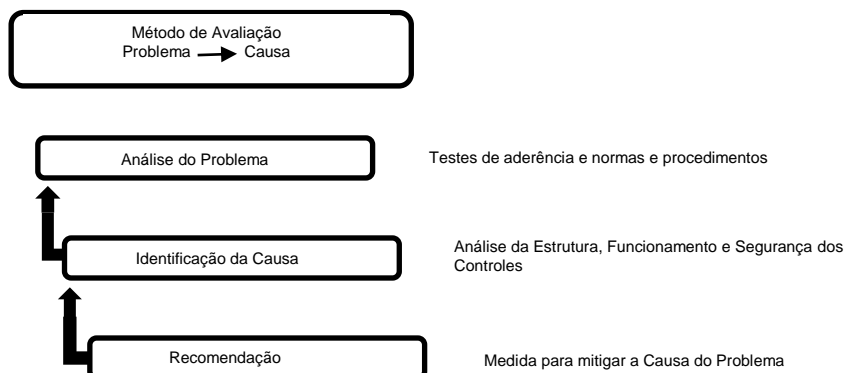 Método de Avaliação
Problema Causa
Análise do Problema
Testes de aderência e normas e procedimentos
Identificação da Causa
Análise da Estrutura, Funcionamento e Segurança dos
Controles
Recomendação
Medida para mitigar a Causa do Problema